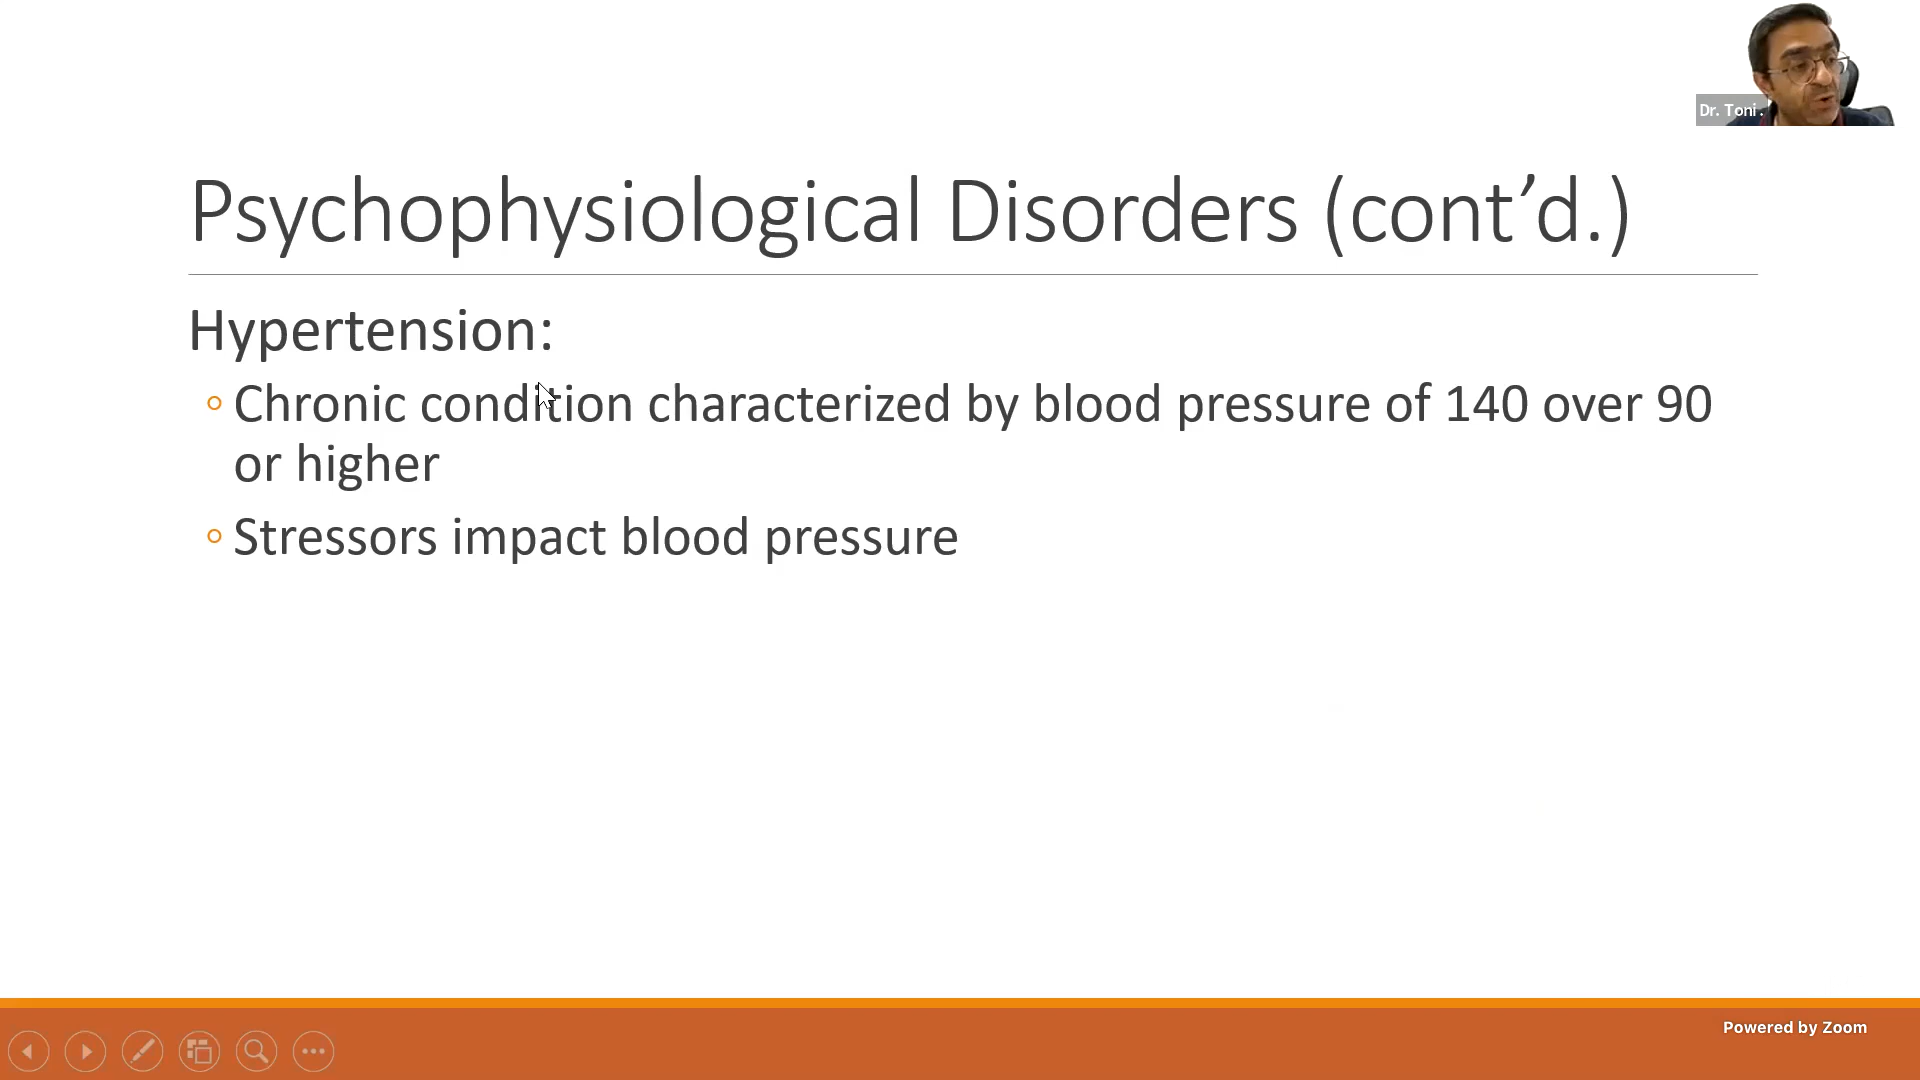 Dr. Toni .
Psychophysiological Disorders (cont’d.)
Hypertension:
◦ Chronic condition characterized by blood pressure of 140 over 90
or higher
◦ Stressors impact blood pressure
Powered by Zoom